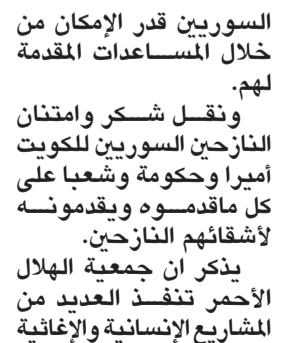 السوريين قدر الإمكان من
خلال المساعدات المقدمة
لهم.
ونقل شكر وامتنان
النازحين السوريين للكويت
أميرا وحكومة وشعبا على
كل ماقدموه ويقدمونه
لأشقائهم النازحين.
يذكر ان جمعية الهلال
الأحمر تنفذ العديد من
المشاريع الإنسانية والإغاثية